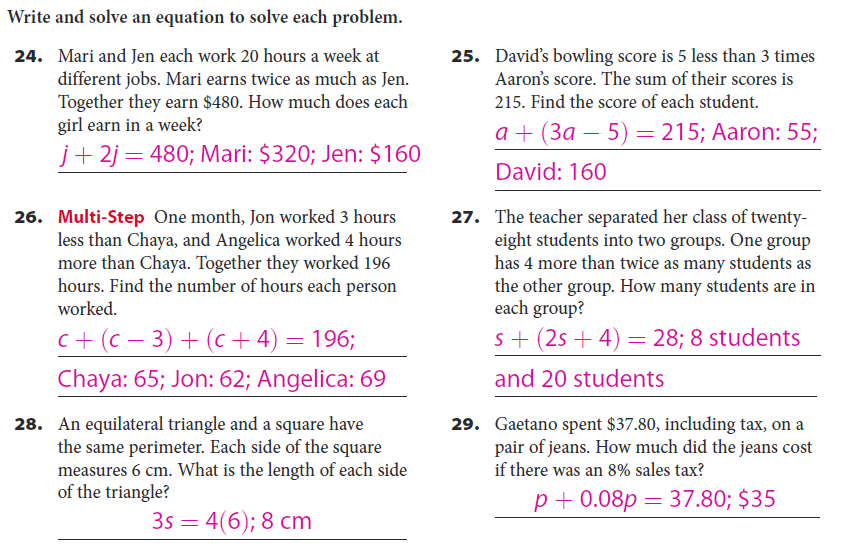 Write and solve an equation to solve each problem.
24. Mari and Jen each work 20 hours a week at
different jobs. Mari earns twice as much as Jen.
Together they earn $480. How much does each
girl earn in a week?
j + 2j = 480; Mari: $320; Jen: $160
25. David’s bowling score is 5 less than 3 times
Aaron’s score. The sum of their scores is
215. Find the score of each student.
a + (3a − 5) = 215; Aaron: 55;
David: 160
26. Multi-Step One month, Jon worked 3 hours
less than Chaya, and Angelica worked 4 hours
more than Chaya. Together they worked 196
hours. Find the number of hours each person
worked.
c + (c − 3) + (c + 4) = 196;
Chaya: 65; Jon: 62; Angelica: 69
27. The teacher separated her class of twenty-
eight students into two groups. One group
has 4 more than twice as many students as
the other group. How many students are in
each group?
s + (2s + 4) = 28; 8 students
and 20 students
28. An equilateral triangle and a square have
the same perimeter. Each side of the square
measures 6 cm. What is the length of each side
of the triangle?
3s = 4(6); 8 cm
29. Gaetano spent $37.80, including tax, on a
pair of jeans. How much did the jeans cost
if there was an 8% sales tax?
p + 0.08p = 37.80; $35